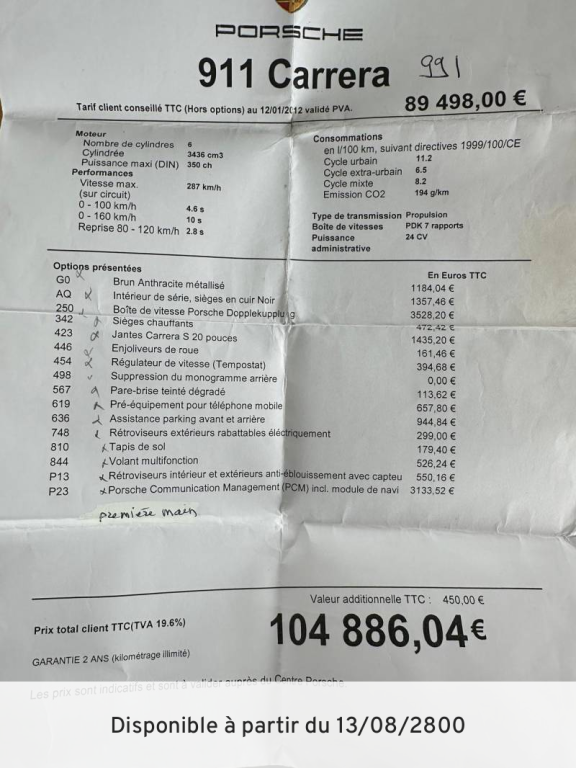 PORSCHE
911 Carrera 991
Tarif client conseillé TTC (Hors options) au 12/01/2012 validé PVA. 89 498,00 €
Moteur
Nombre de cylindres 6
Cylindrée 3436 cm3
Puissance maxi (DIN) 350 ch
Performances
Vitesse max. 287 km/h
(sur circuit)
0 - 100 km/h 4.6 s
0 - 160 km/h 10 s
Reprise 80 - 120 km/h 2.8 s
Consommations
en l/100 km, suivant directives 1999/100/CE
Cycle urbain 11.2
Cycle extra-urbain 6.5
Cycle mixte 8.2
Emission CO2 194 g/km
Type de transmission Propulsion
Boîte de vitesses PDK 7 rapports
Puissance 24 CV
administrative
Options présentées En Euros TTC
G0 Brun Anthracite métallisé 1184,04 €
AQ Intérieur de série, sièges en cuir Noir 1357,46 €
250 Boîte de vitesse Porsche Dopplekupplung 3528,20 €
342 Sièges chauffants 472,42 €
423 Jantes Carrera S 20 pouces 1435,20 €
446 Enjoliveurs de roue 161,46 €
454 Régulateur de vitesse (Tempostat) 394,68 €
498 Suppression du monogramme arrière 0,00 €
567 Pare-brise teinté dégradé 113,62 €
619 Pré-équipement pour téléphone mobile 657,80 €
636 Assistance parking avant et arrière 944,84 €
748 Rétroviseurs extérieurs rabattables éléctriquement 299,00 €
810 Tapis de sol 179,40 €
844 Volant multifonction 526,24 €
P13 Rétroviseurs intérieur et extérieurs anti-éblouissement avec capteu 550,16 €
P23 Porsche Communication Management (PCM) incl. module de navi 3133,52 €
première main
Valeur additionnelle TTC : 450,00 €
Prix total client TTC(TVA 19.6%) 104 886,04€
GARANTIE 2 ANS (kilométrage illimité)
Les prix sont indicatifs et sont à valider auprès du Centre Porsche
Disponible à partir du 13/08/2800